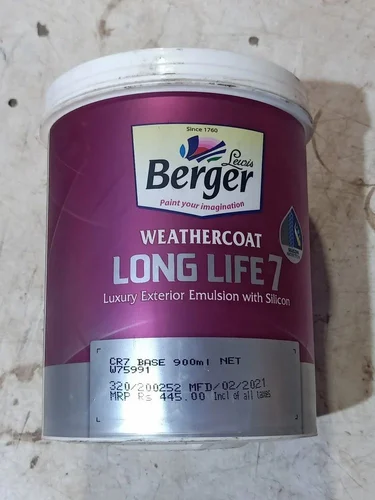 Since 1760
Lewis
Berger
Paint your imagination
WEATHERCOAT
LONG LIFE 7
Luxury Exterior Emulsion with Silicon
CR7 BASE 900ml NET
W75991
320/200252 MFD/02/2021
MRP Rs 445.00 Incl of all taxes